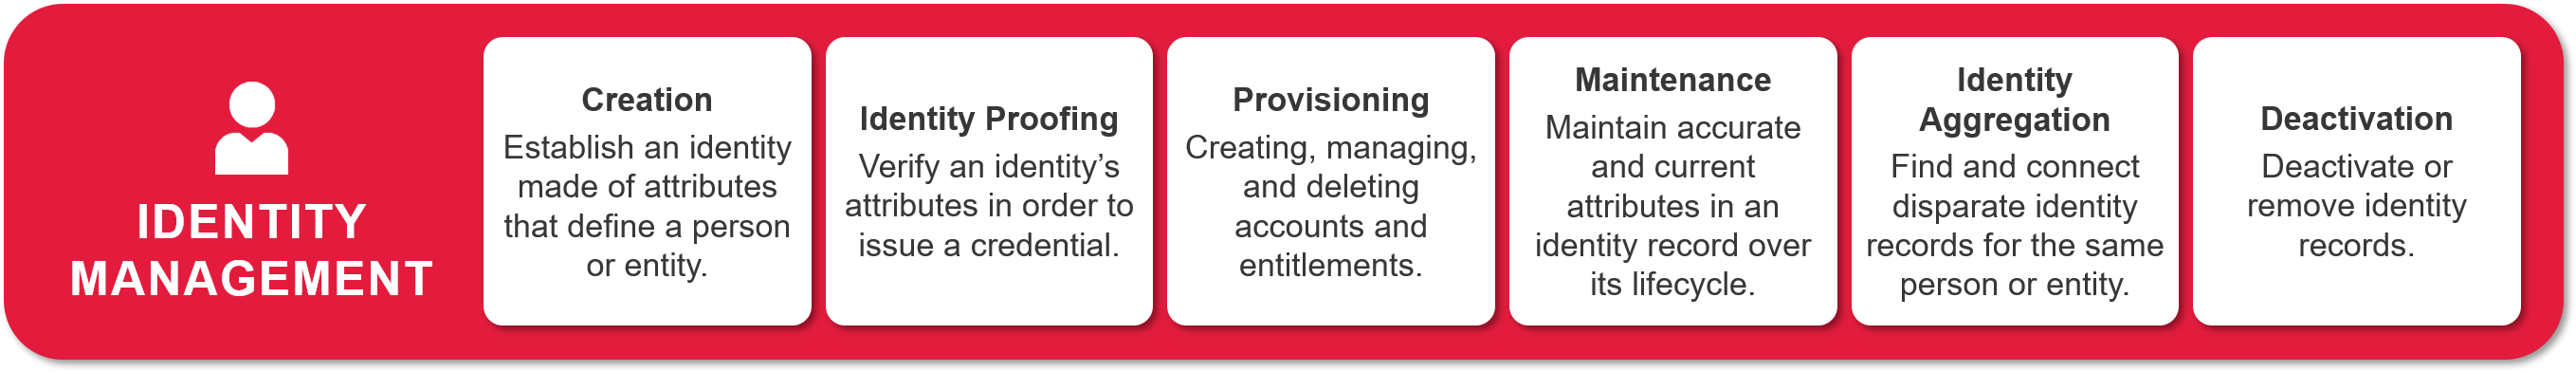 IDENTITY
MANAGEMENT
Creation
Establish an identity
made of attributes
that define a person
or entity.
Identity Proofing
Verify an identity’s
attributes in order to
issue a credential.
Provisioning
Creating, managing,
and deleting
accounts and
entitlements.
Maintenance
Maintain accurate
and current
attributes in an
identity record over
its lifecycle.
Identity
Aggregation
Find and connect
disparate identity
records for the same
person or entity.
Deactivation
Deactivate or
remove identity
records.